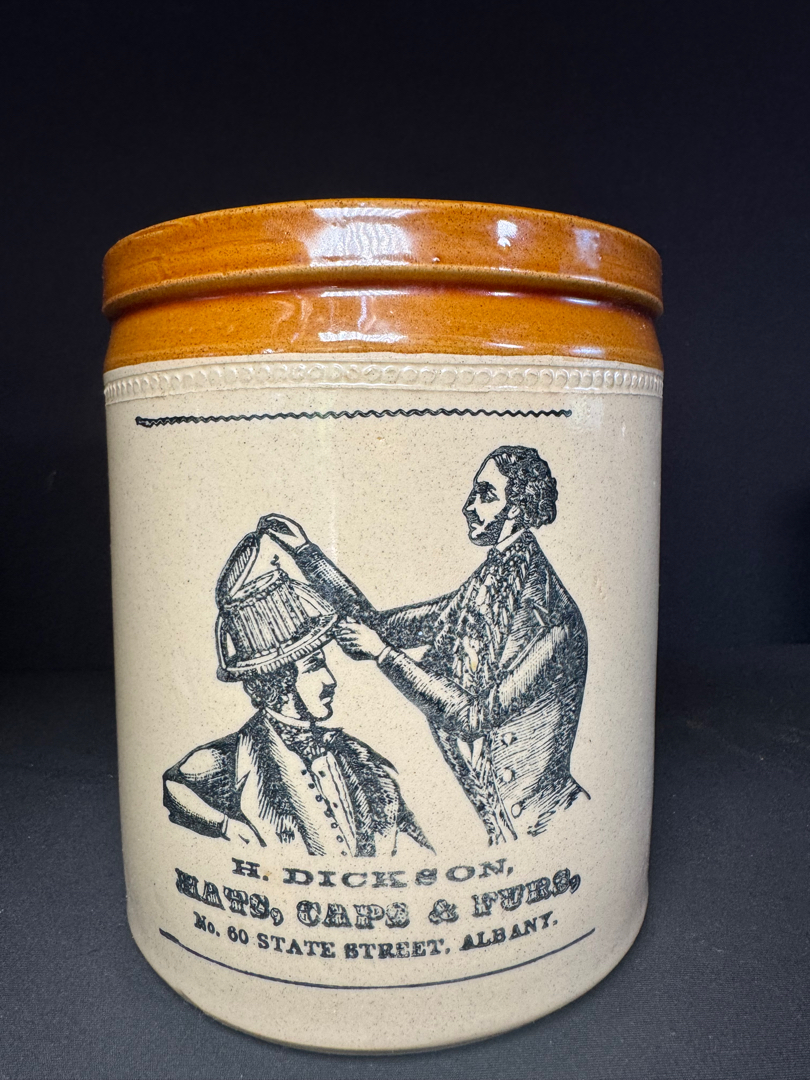 H. DICKSON,
HATS, CAPS & FURS,
No. 60 STATE STREET. ALBANY.